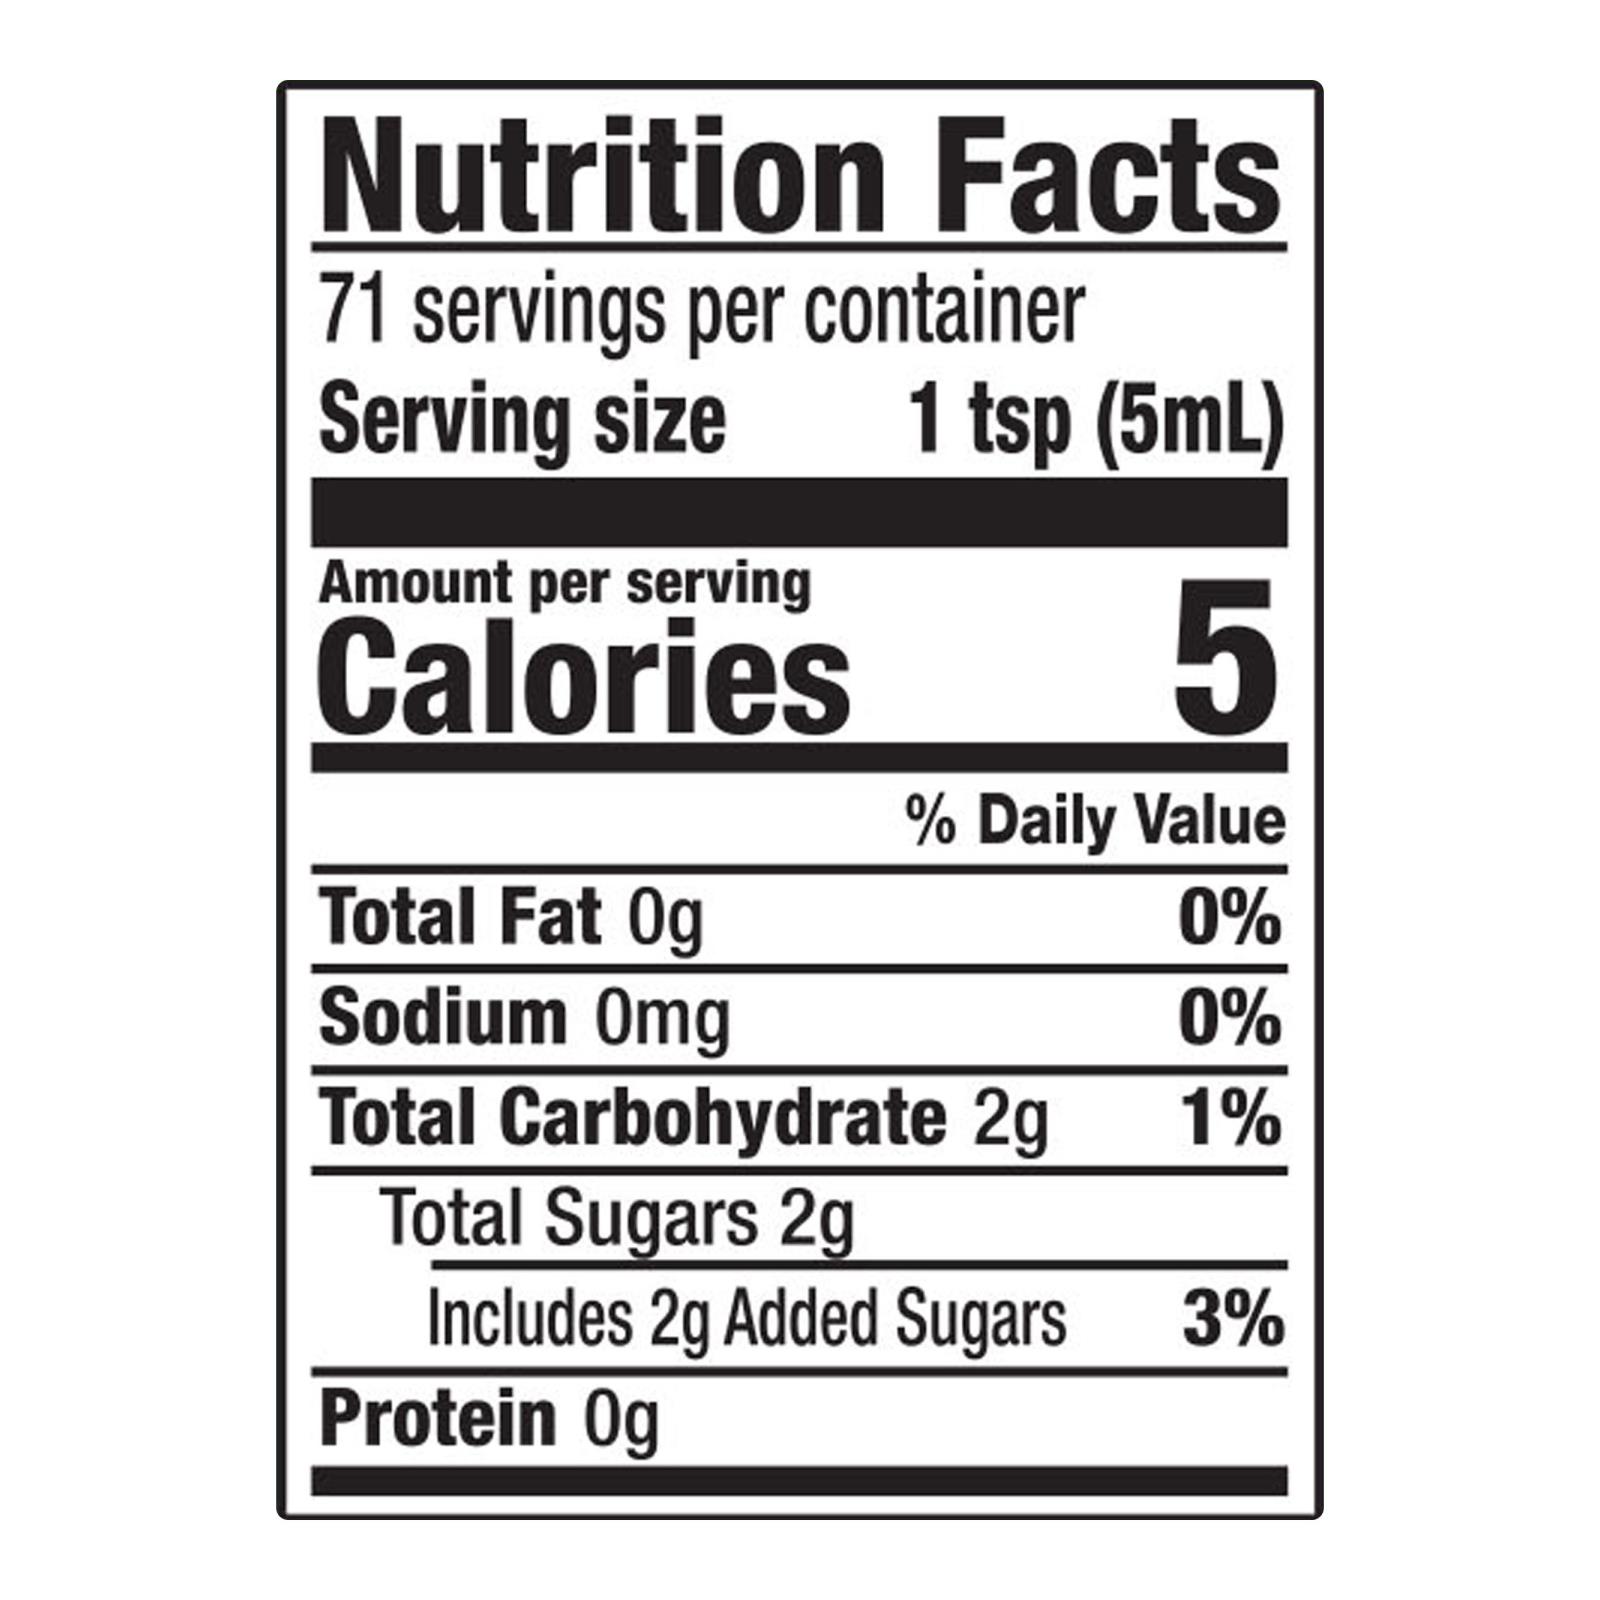 Nutrition Facts
71 servings per container
Serving size 1 tsp (5mL)
Amount per serving
Calories 5
% Daily Value
Total Fat 0g 0%
Sodium 0mg 0%
Total Carbohydrate 2g 1%
Total Sugars 2g
Includes 2g Added Sugars 3%
Protein 0g